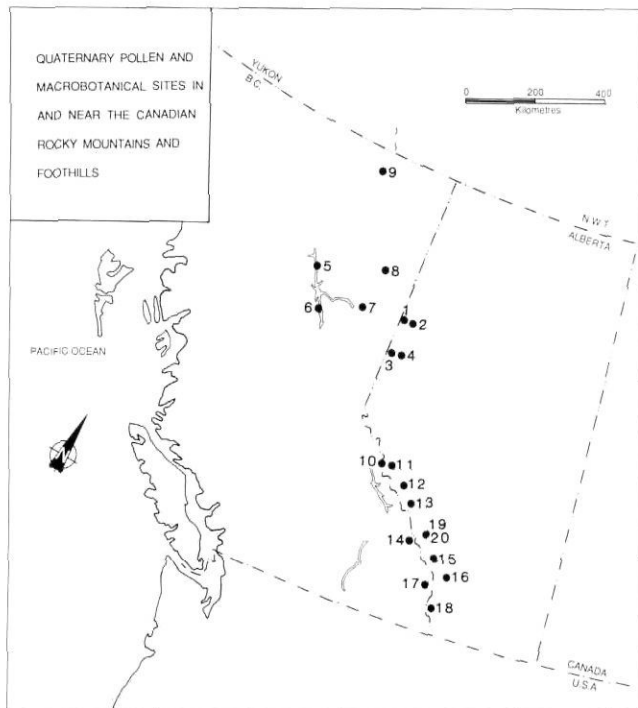 QUATERNARY POLLEN AND
MACROBOTANICAL SITES IN
AND NEAR THE CANADIAN
ROCKY MOUNTAINS AND
FOOTHILLS
YUKON
B.C.
0 200 400
Kilometres
9
N.W.T.
ALBERTA
5
8
6
7
1
2
3
4
PACIFIC OCEAN
N
10
11
12
13
19
14
20
15
16
17
18
CANADA
U.S.A